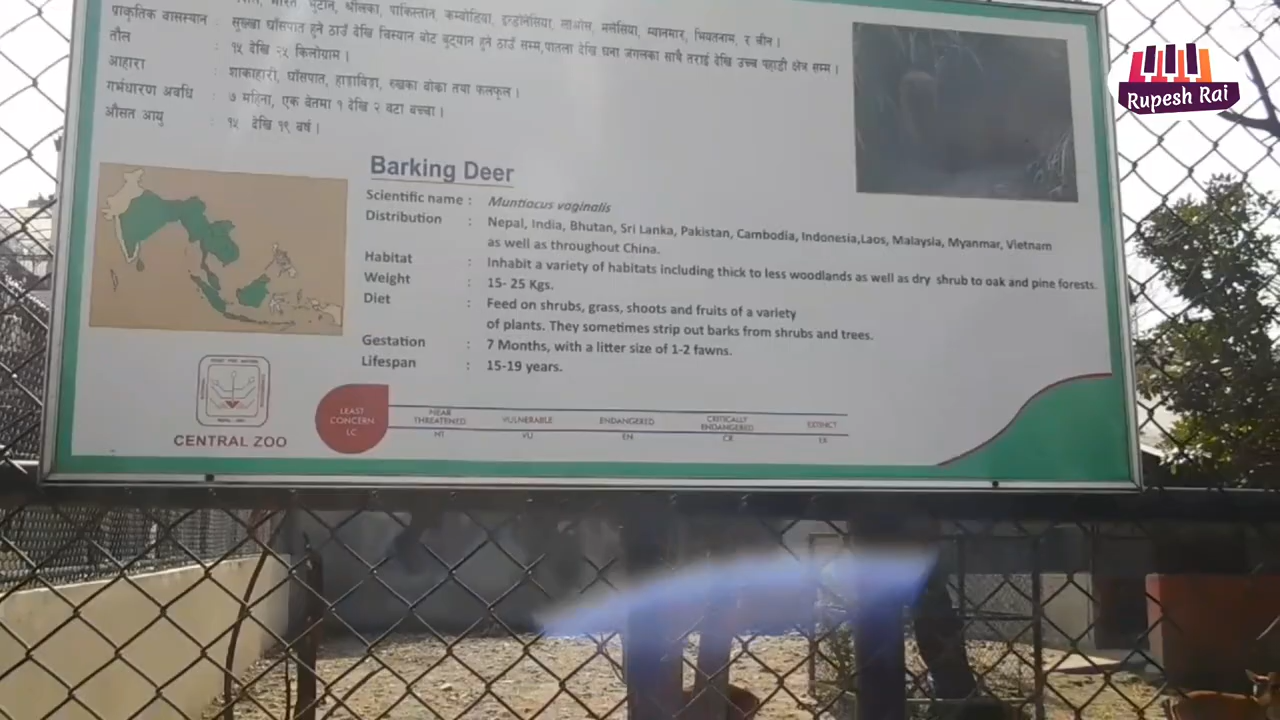 भारत, भुटान, श्रीलंका, पाकिस्तान, कम्बोडिया, इण्डोनेसिया, लाओस, मलेसिया, म्यानमार, भियतनाम, र चीन।
प्राकृतिक वासस्थान : सुख्खा घाँसपात हुने ठाउँ देखि बिस्यान बोट बुट्यान हुने ठाउँ सम्म,पातला देखि घना जंगलका साथै तराई देखि उच्च पहाडी क्षेत्र सम्म।
तौल : १५ देखि २५ किलोग्राम।
आहारा : शाकाहारी, घाँसपात, रुखका बोक्रा तथा फलफूल।
गर्भधारण अवधि : ७ महिना, एक बेतमा १ देखि २ वटा बच्चा।
औसत आयु : १५ देखि १९ बर्ष।
Barking Deer
Scientific name : Muntiacus vaginalis
Distribution : Nepal, India, Bhutan, Sri Lanka, Pakistan, Cambodia, Indonesia,Laos, Malaysia, Myanmar, Vietnam
as well as throughout China.
Habitat : Inhabit a variety of habitats including thick to less woodlands as well as dry shrub to oak and pine forests.
Weight : 15- 25 Kgs.
Diet : Feed on shrubs, grass, shoots and fruits of a variety
of plants. They sometimes strip out barks from shrubs and trees.
Gestation : 7 Months, with a litter size of 1-2 fawns.
Lifespan : 15-19 years.
CENTRAL ZOO
LEAST CONCERN LC
NEAR THREATENED NT
VULNERABLE VU
ENDANGERED EN
CRITICALLY ENDANGERED CR
EXTINCT EX
Rupesh Rai